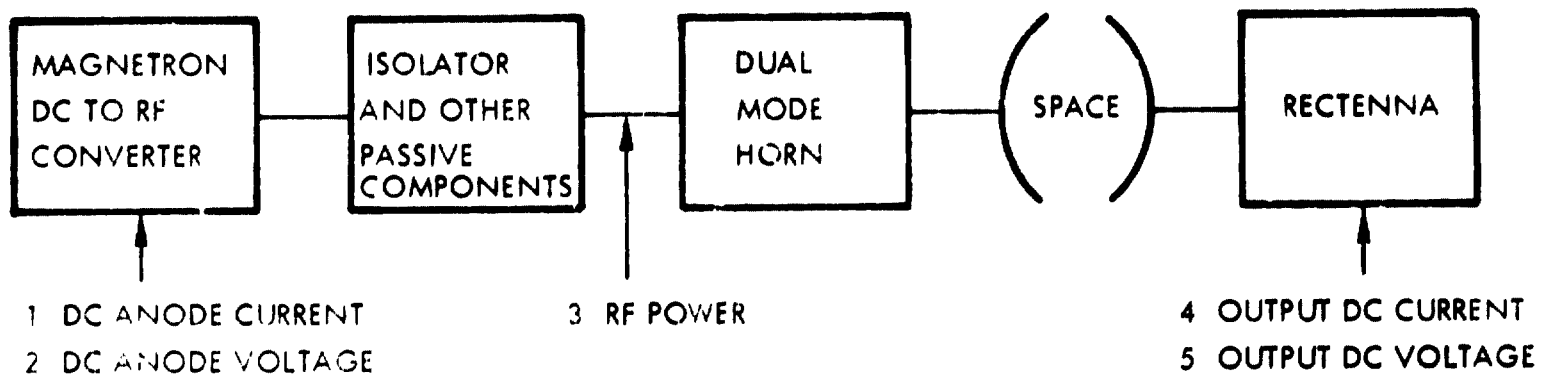 MAGNETRON
DC TO RF
CONVERTER
ISOLATOR
AND OTHER
PASSIVE
COMPONENTS
DUAL
MODE
HORN
SPACE
RECTENNA
1 DC ANODE CURRENT
2 DC ANODE VOLTAGE
3 RF POWER
4 OUTPUT DC CURRENT
5 OUTPUT DC VOLTAGE